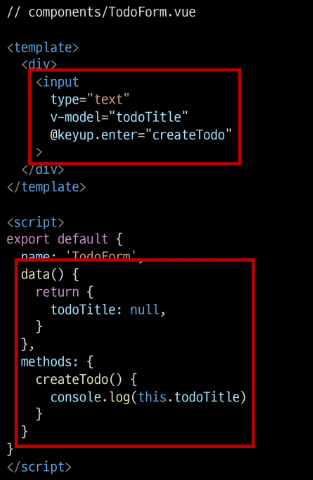 // components/TodoForm.vue
<template>
<div>
<input
type="text"
v-model="todoTitle"
@keyup.enter="createTodo"
>
</div>
</template>
<script>
export default {
name: 'TodoForm',
data() {
return {
todoTitle: null,
}
},
methods: {
createTodo() {
console.log(this.todoTitle)
}
}
}
</script>